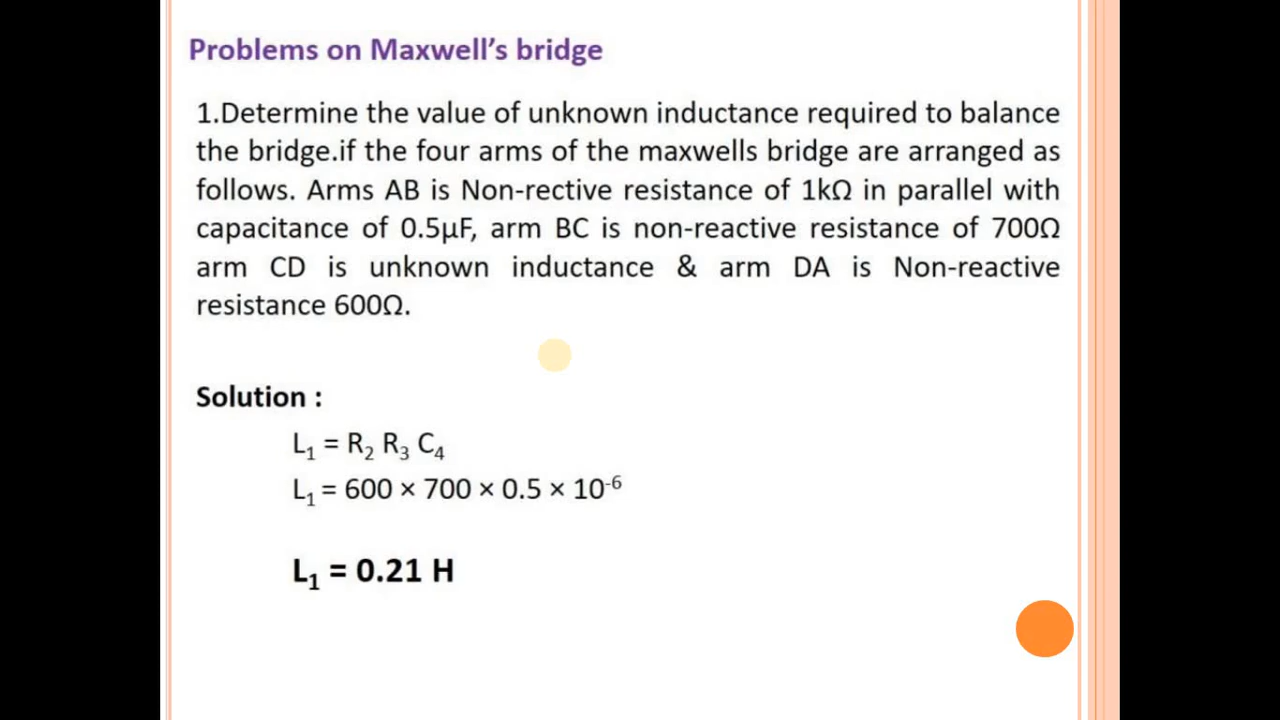 Problems on Maxwell's bridge
1.Determine the value of unknown inductance required to balance
the bridge.if the four arms of the maxwells bridge are arranged as
follows. Arms AB is Non-rective resistance of 1kΩ in parallel with
capacitance of 0.5µF, arm BC is non-reactive resistance of 700Ω
arm CD is unknown inductance & arm DA is Non-reactive
resistance 600Ω.
Solution :
L₁ = R₂ R₃ C₄
L₁ = 600 × 700 × 0.5 × 10⁻⁶
L₁ = 0.21 H